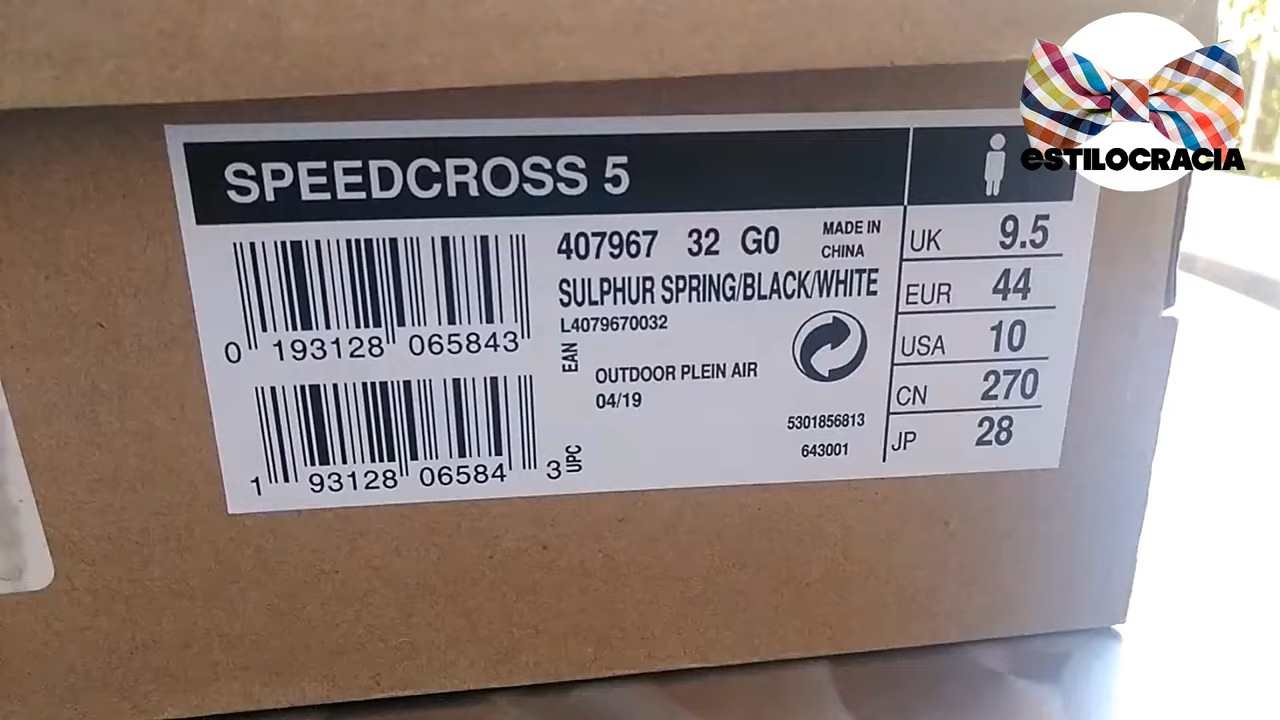 SPEEDCROSS 5
ESTILOCRACIA
407967 32 G0
MADE IN
CHINA
SULPHUR SPRING/BLACK/WHITE
L4079670032
EAN
0 193128 065843
OUTDOOR PLEIN AIR
04/19
5301856813
643001
UPC
1 93128 06584 3
UK 9.5
EUR 44
USA 10
CN 270
JP 28